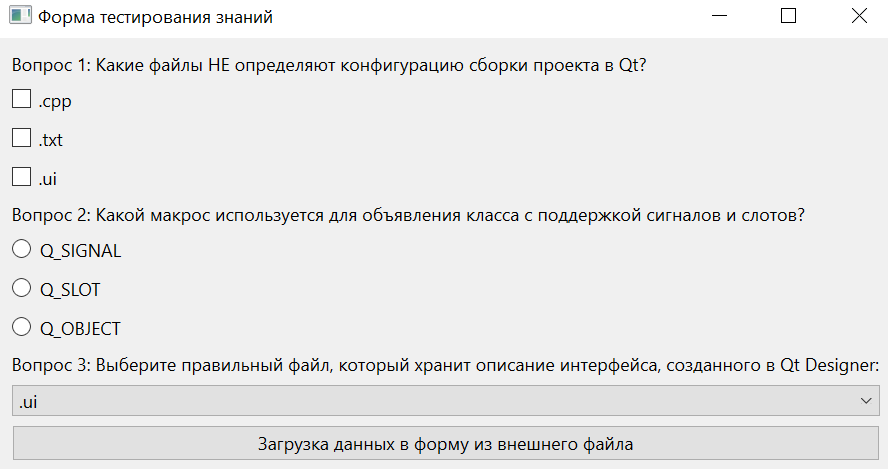 Форма тестирования знаний
Вопрос 1: Какие файлы НЕ определяют конфигурацию сборки проекта в Qt?
.cpp
.txt
.ui
Вопрос 2: Какой макрос используется для объявления класса с поддержкой сигналов и слотов?
Q_SIGNAL
Q_SLOT
Q_OBJECT
Вопрос 3: Выберите правильный файл, который хранит описание интерфейса, созданного в Qt Designer:
.ui
Загрузка данных в форму из внешнего файла